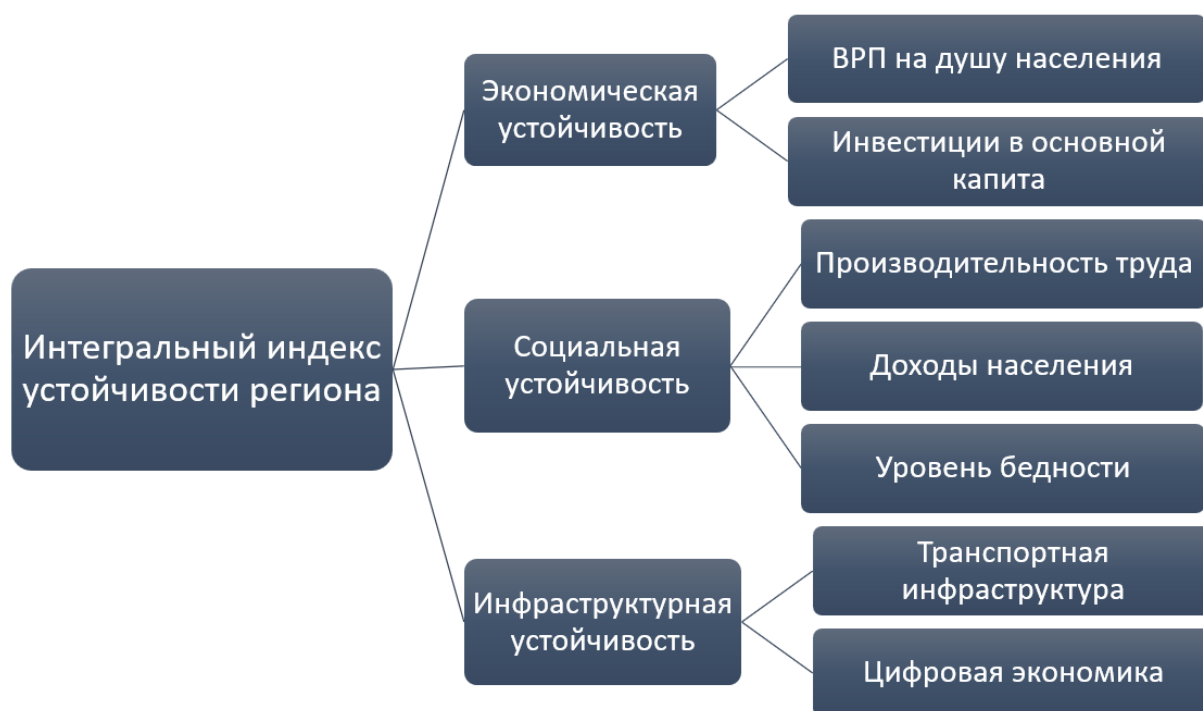 Интегральный индекс
устойчивости региона
Экономическая
устойчивость
ВРП на душу населения
Инвестиции в основной
капита
Социальная
устойчивость
Производительность труда
Доходы населения
Уровень бедности
Инфраструктурная
устойчивость
Транспортная
инфраструктура
Цифровая экономика